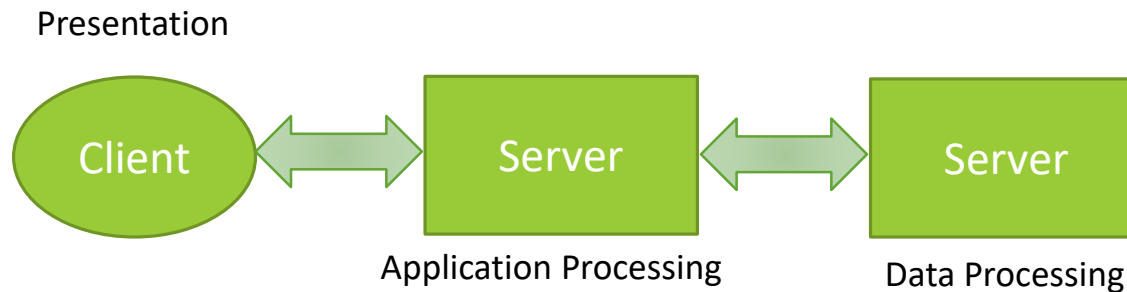 Presentation
Client
Server
Server
Application Processing
Data Processing